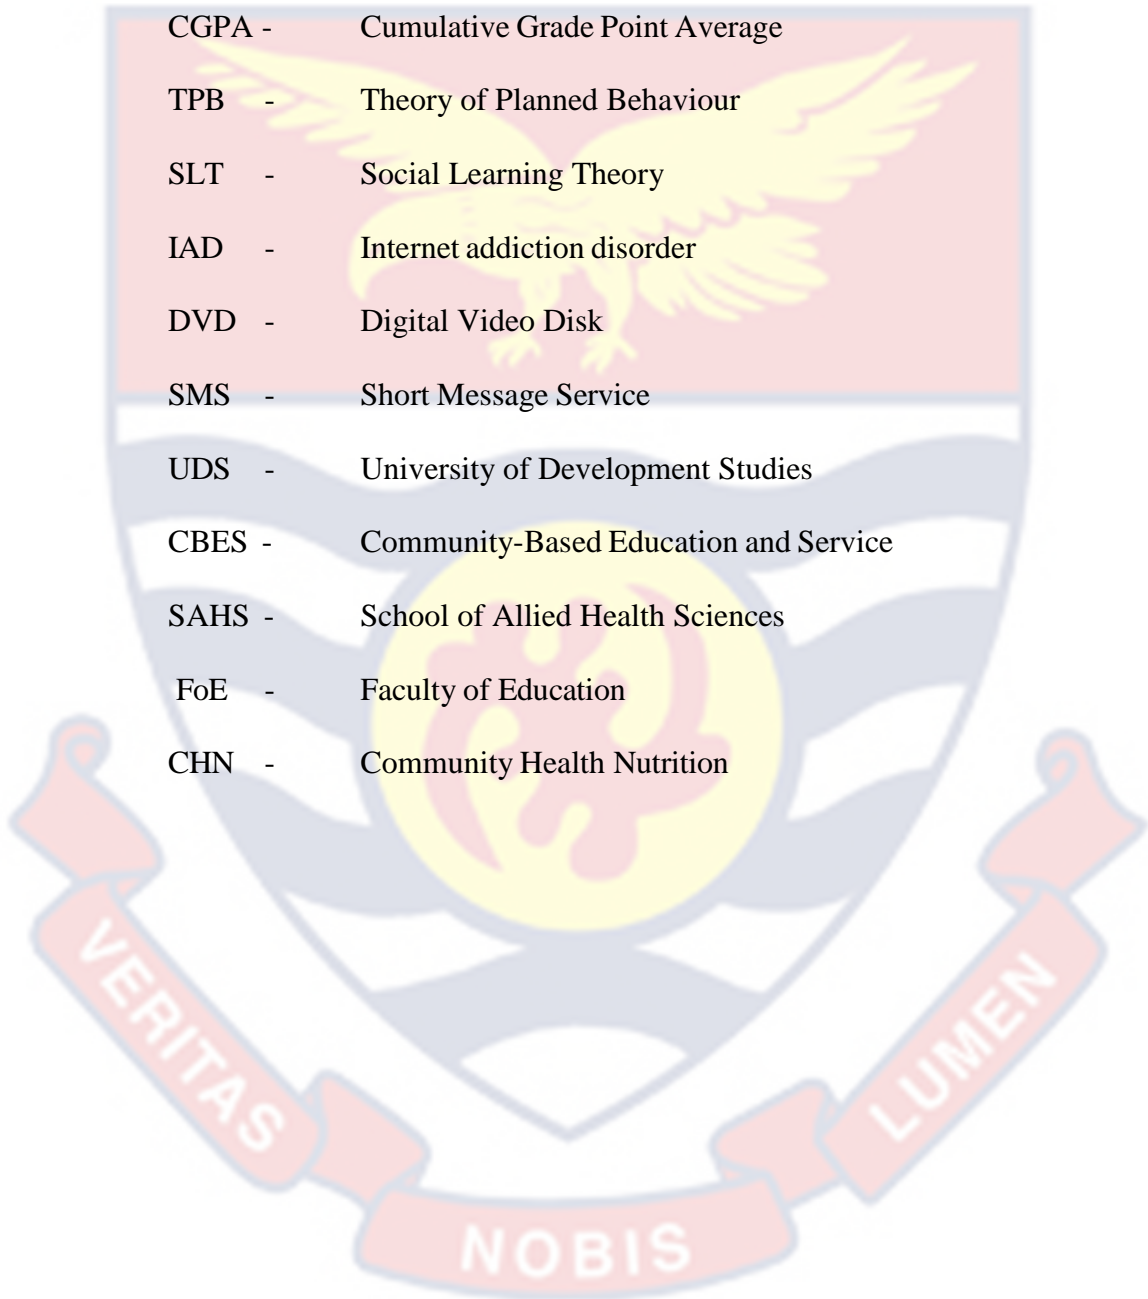 CGPA - Cumulative Grade Point Average
TPB - Theory of Planned Behaviour
SLT - Social Learning Theory
IAD - Internet addiction disorder
DVD - Digital Video Disk
SMS - Short Message Service
UDS - University of Development Studies
CBES - Community-Based Education and Service
SAHS - School of Allied Health Sciences
FoE - Faculty of Education
CHN - Community Health Nutrition
VERITAS NOBIS LUMEN